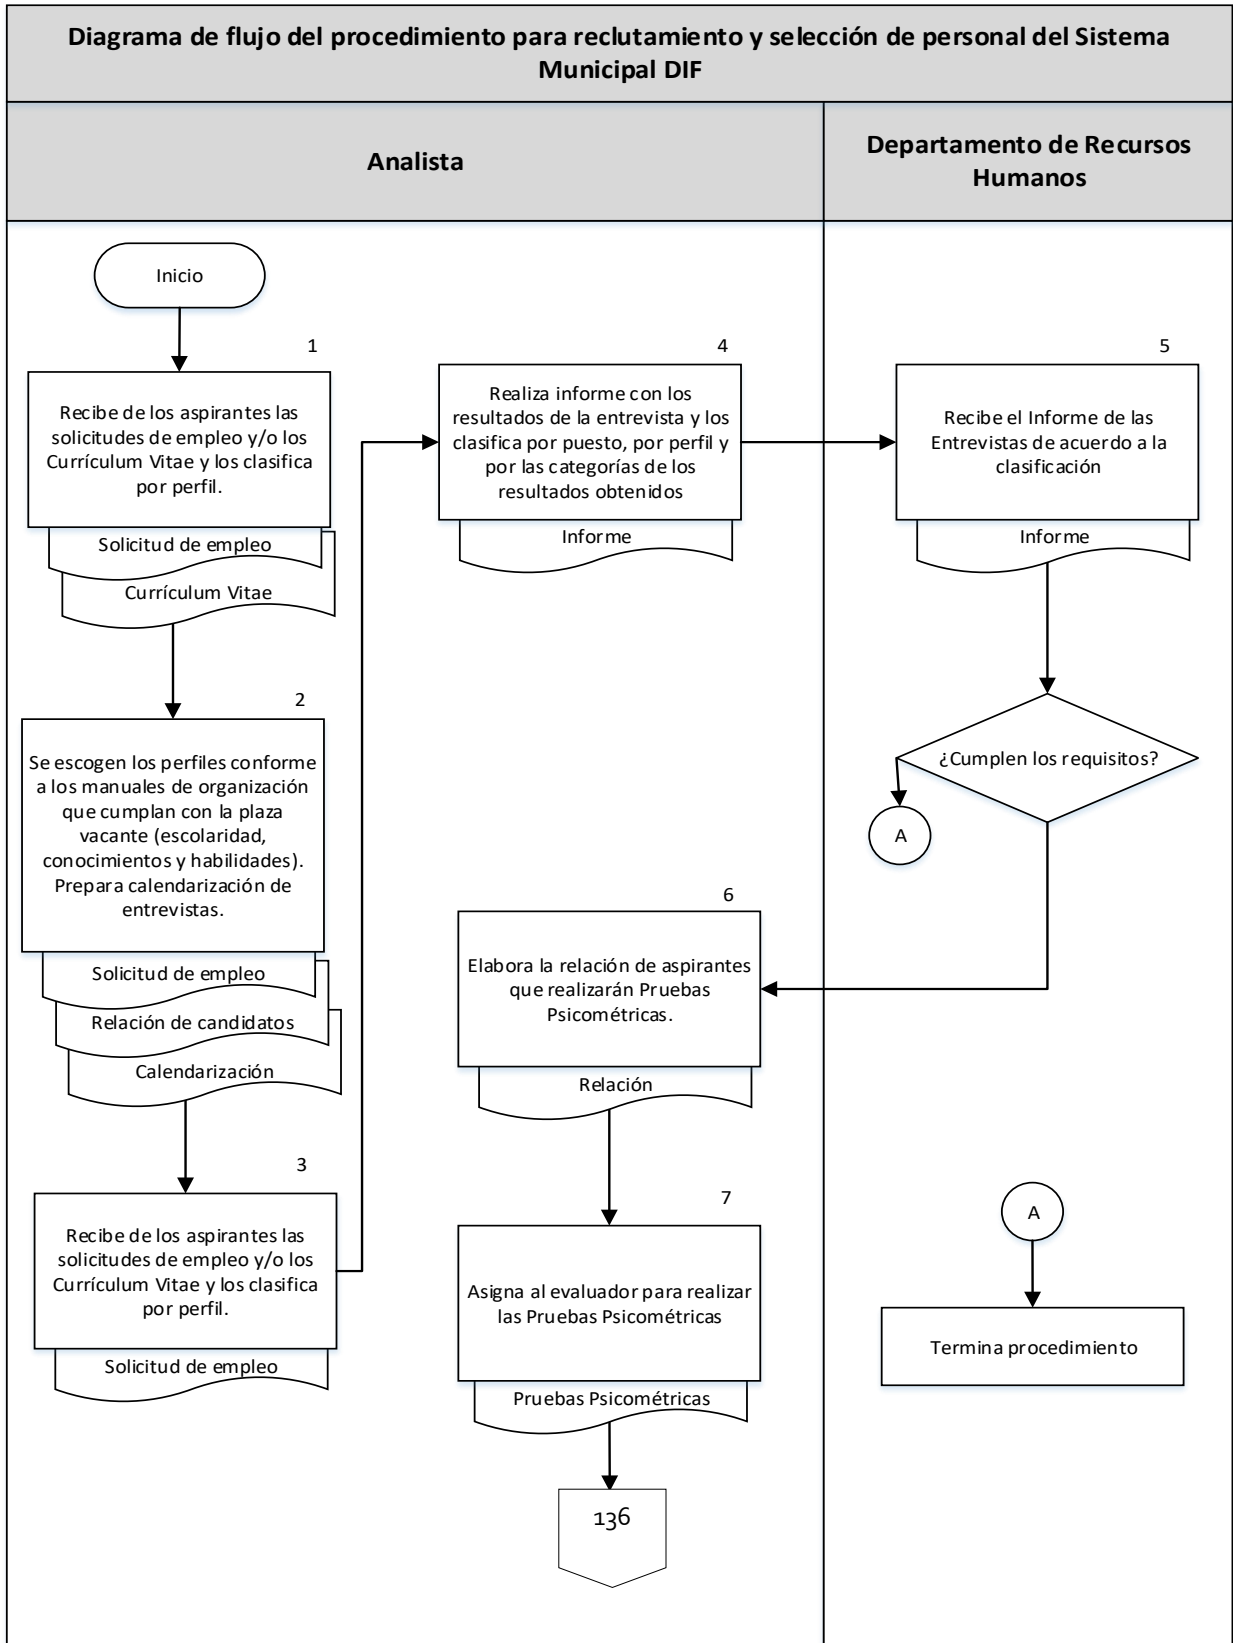 Diagrama de flujo del procedimiento para reclutamiento y selección de personal del Sistema
Municipal DIF
Analista
Departamento de Recursos
Humanos
Inicio
1
Recibe de los aspirantes las
solicitudes de empleo y/o los
Currículum Vitae y los clasifica
por perfil.
Solicitud de empleo
Currículum Vitae
2
Se escogen los perfiles conforme
a los manuales de organización
que cumplan con la plaza
vacante (escolaridad,
conocimientos y habilidades).
Prepara calendarización de
entrevistas.
Solicitud de empleo
Relación de candidatos
Calendarización
3
Recibe de los aspirantes las
solicitudes de empleo y/o los
Currículum Vitae y los clasifica
por perfil.
Solicitud de empleo
4
Realiza informe con los
resultados de la entrevista y los
clasifica por puesto, por perfil y
por las categorías de los
resultados obtenidos
Informe
5
Recibe el Informe de las
Entrevistas de acuerdo a la
clasificación
Informe
¿Cumplen los requisitos?
A
6
Elabora la relación de aspirantes
que realizarán Pruebas
Psicométricas.
Relación
7
Asigna al evaluador para realizar
las Pruebas Psicométricas
Pruebas Psicométricas
136
A
Termina procedimiento